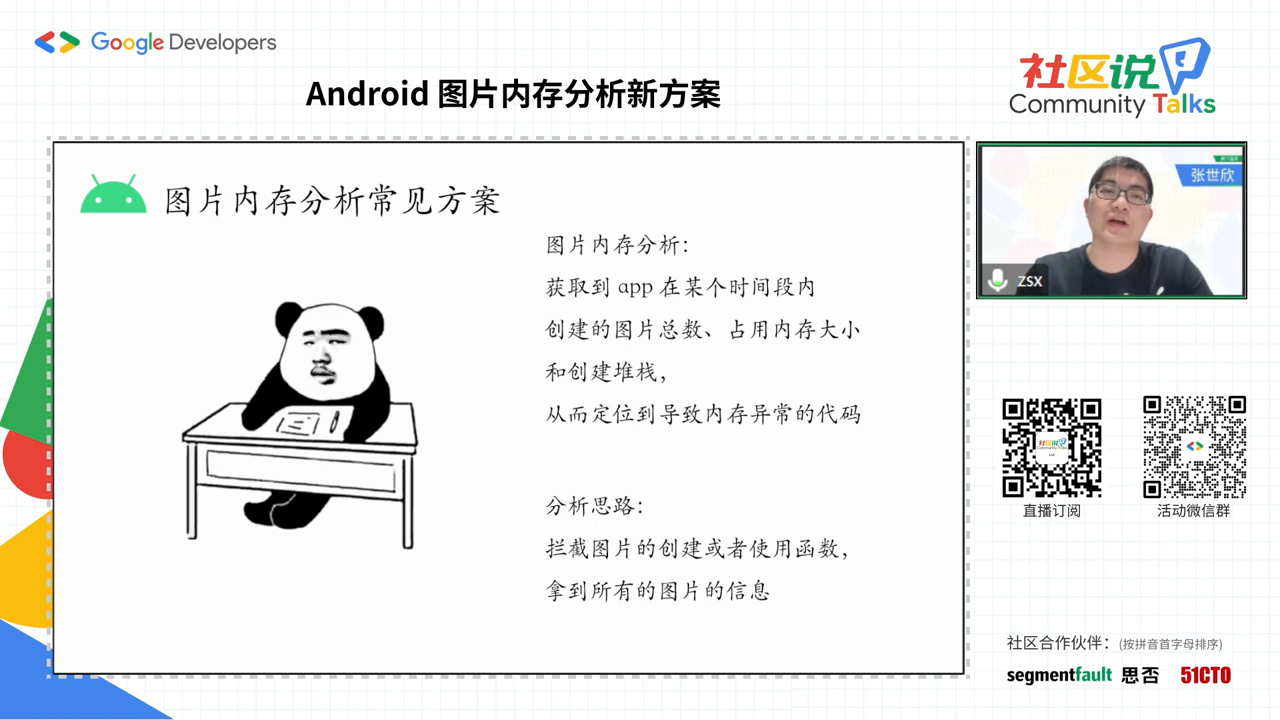 Google Developers
Android 图片内存分析新方案
社区说
Community Talks
图片内存分析常见方案
图片内存分析：
获取到 app 在某个时间段内
创建的图片总数、占用内存大小
和创建堆栈，
从而定位到导致内存异常的代码
分析思路：
拦截图片的创建或者使用函数，
拿到所有的图片的信息
张世欣
ZSX
直播订阅
活动微信群
社区合作伙伴：(按拼音首字母排序)
segmentfault 思否 51CTO